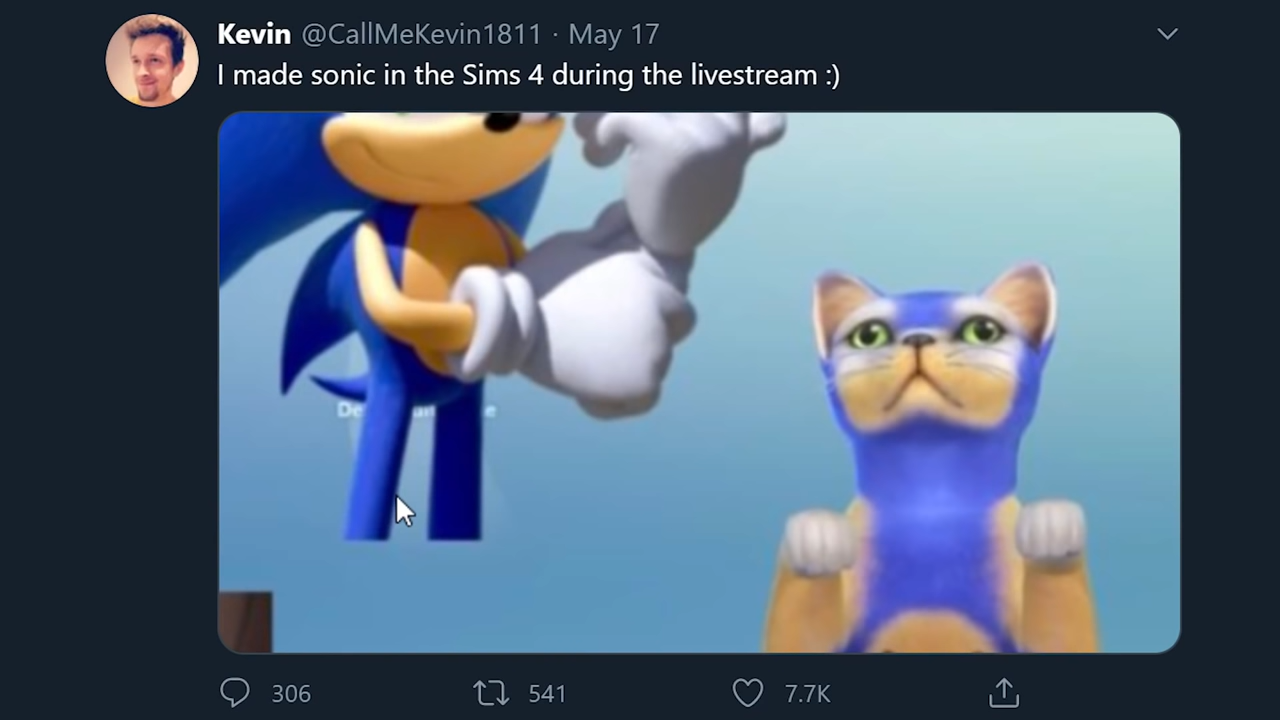 Kevin @CallMeKevin1811 · May 17
I made sonic in the Sims 4 during the livestream :)
306 541 7.7K